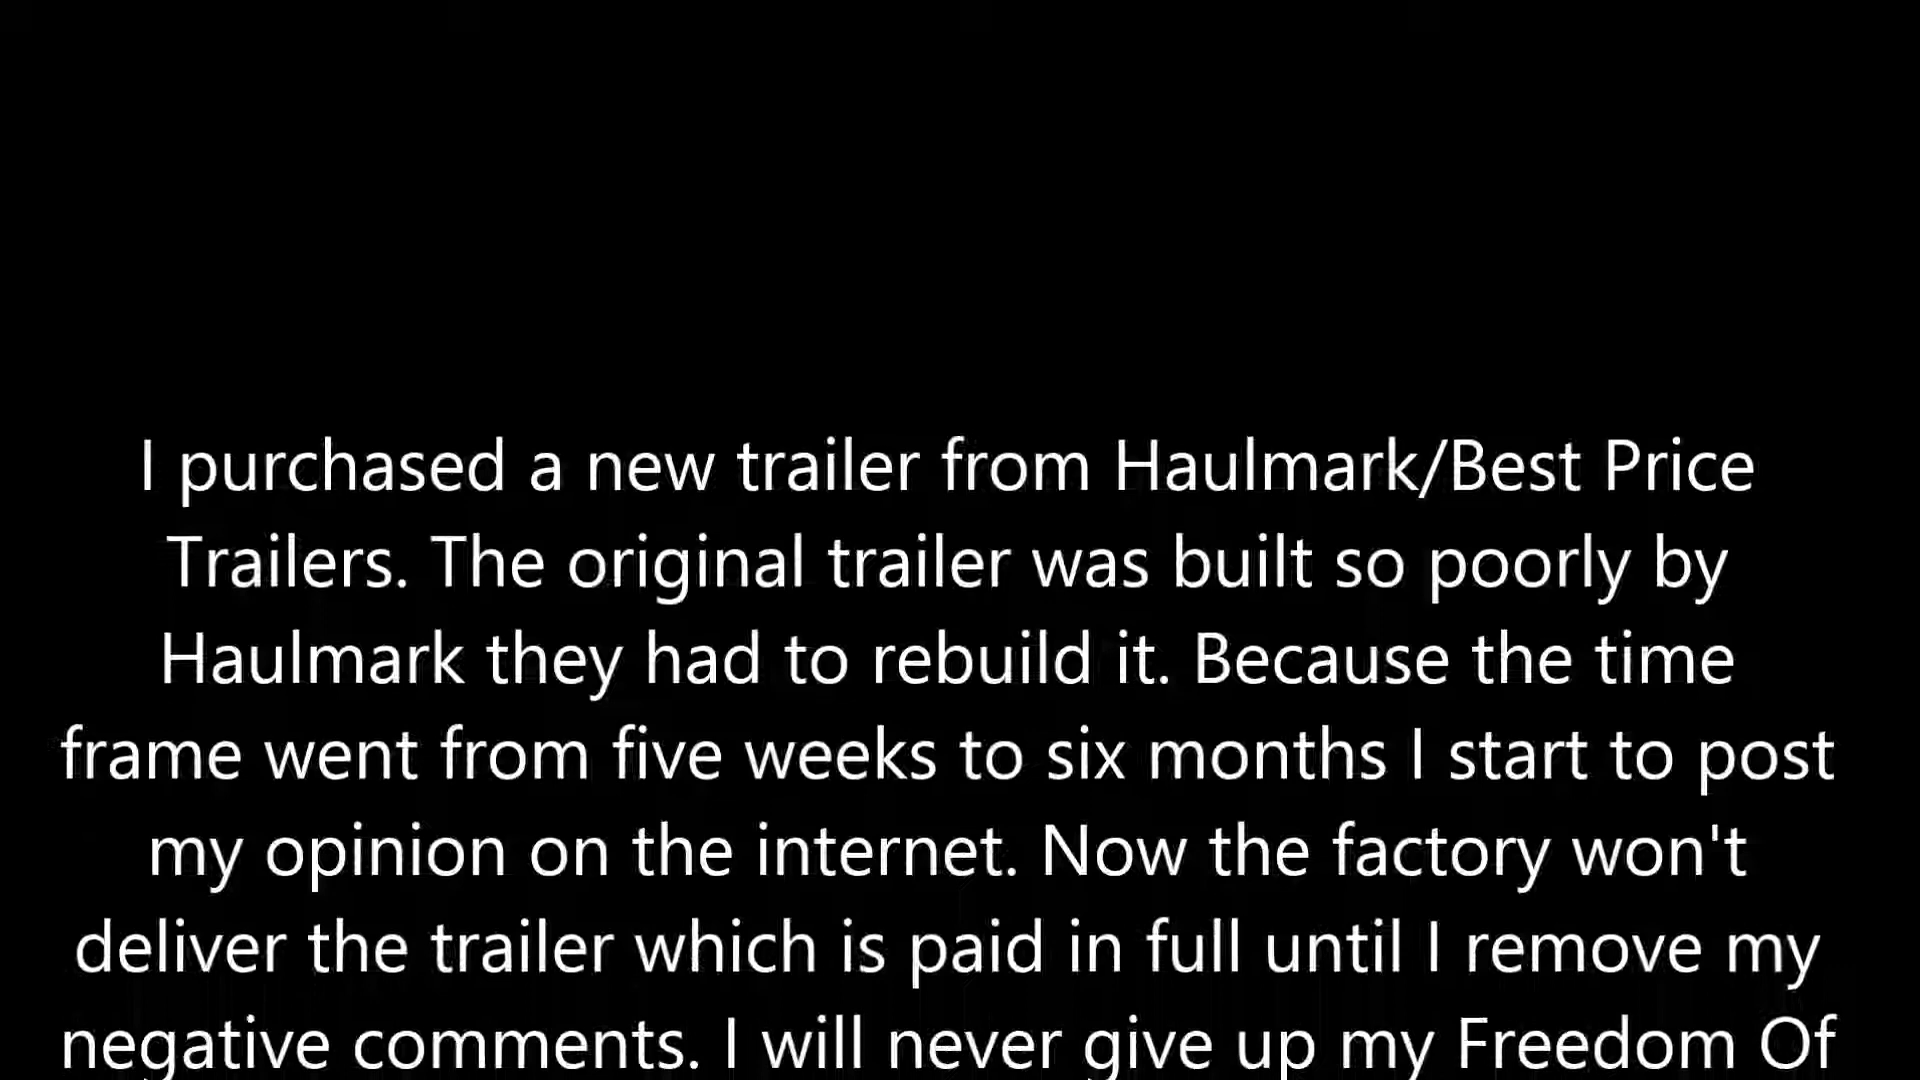 I purchased a new trailer from Haulmark/Best Price
Trailers. The original trailer was built so poorly by
Haulmark they had to rebuild it. Because the time
frame went from five weeks to six months I start to post
my opinion on the internet. Now the factory won't
deliver the trailer which is paid in full until I remove my
negative comments. I will never give up my Freedom Of